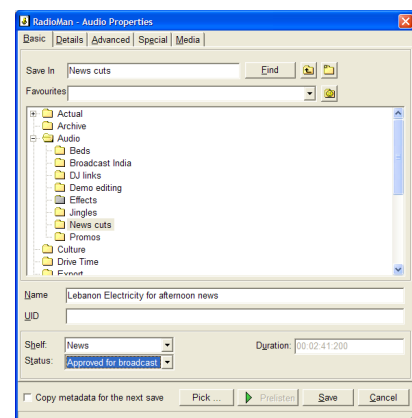 RadioMan - Audio Properties
Basic Details Advanced Special Media
Save In News cuts Find
Favourites
Actual
Archive
Audio
Beds
Broadcast India
DJ links
Demo editing
Effects
Jingles
News cuts
Promos
Culture
Drive Time
Export
Name Lebanon Electricity for afternoon news
UID
Shelf: News Duration: 00:02:41:200
Status: Approved for broadcast
Copy metadata for the next save Pick ... Prelisten Save Cancel